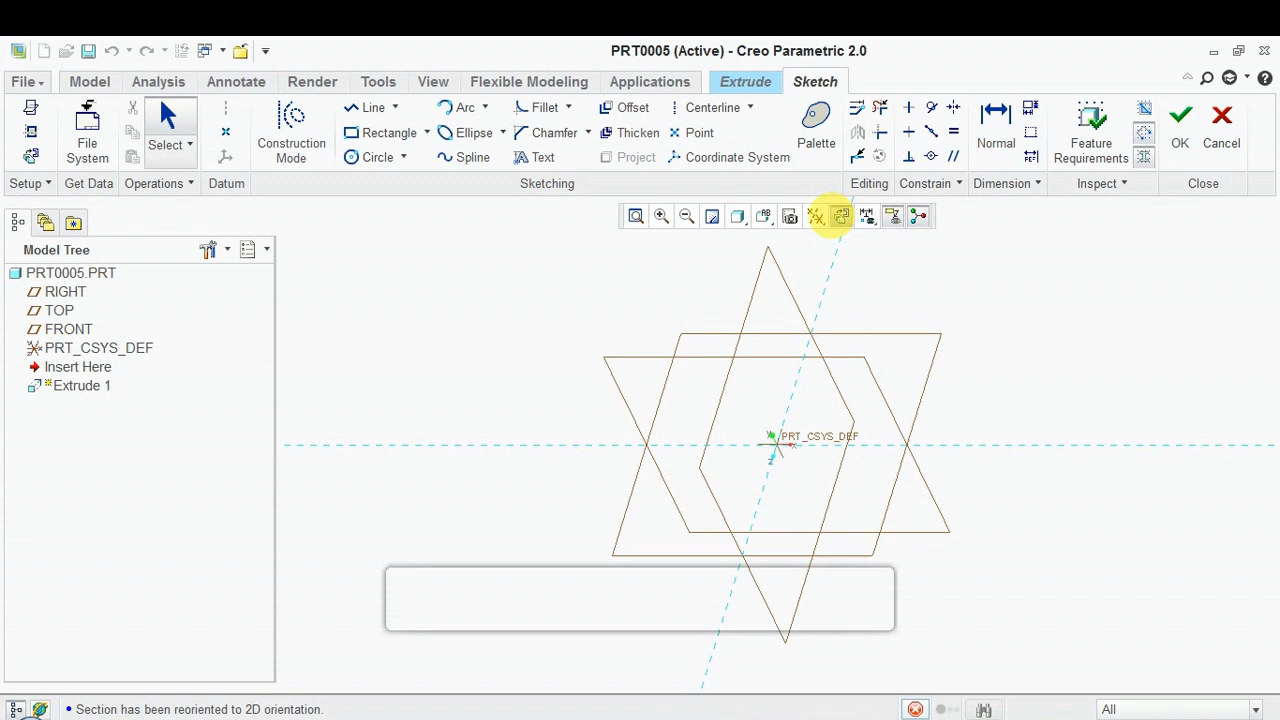 PRT0005 (Active) - Creo Parametric 2.0
File Model Analysis Annotate Render Tools View Flexible Modeling Applications Extrude Sketch
Line Arc Fillet Offset Centerline
Rectangle Ellipse Chamfer Thicken Point
Circle Spline Text Project Coordinate System
File System
Select
Construction Mode
Palette
Normal
Feature Requirements
OK
Cancel
Setup Get Data Operations Datum Sketching Editing Constrain Dimension Inspect Close
Model Tree
PRT0005.PRT
RIGHT
TOP
FRONT
PRT_CSYS_DEF
Insert Here
Extrude 1
Y
PRT_CSYS_DEF
X
Z
Section has been reoriented to 2D orientation.
All